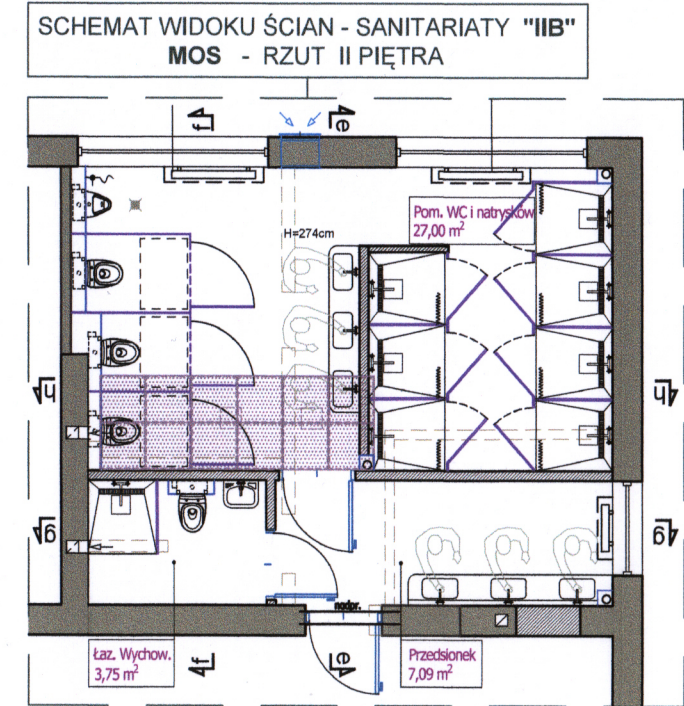 SCHEMAT WIDOKU ŚCIAN - SANITARIATY "IIB"
MOS - RZUT II PIĘTRA
f
e
Pom. WC i natrysków
27,00 m²
H=274cm
h
h
g
g
nadpr.
Łaz. Wychow.
3,75 m²
Przedsionek
7,09 m²
f
e